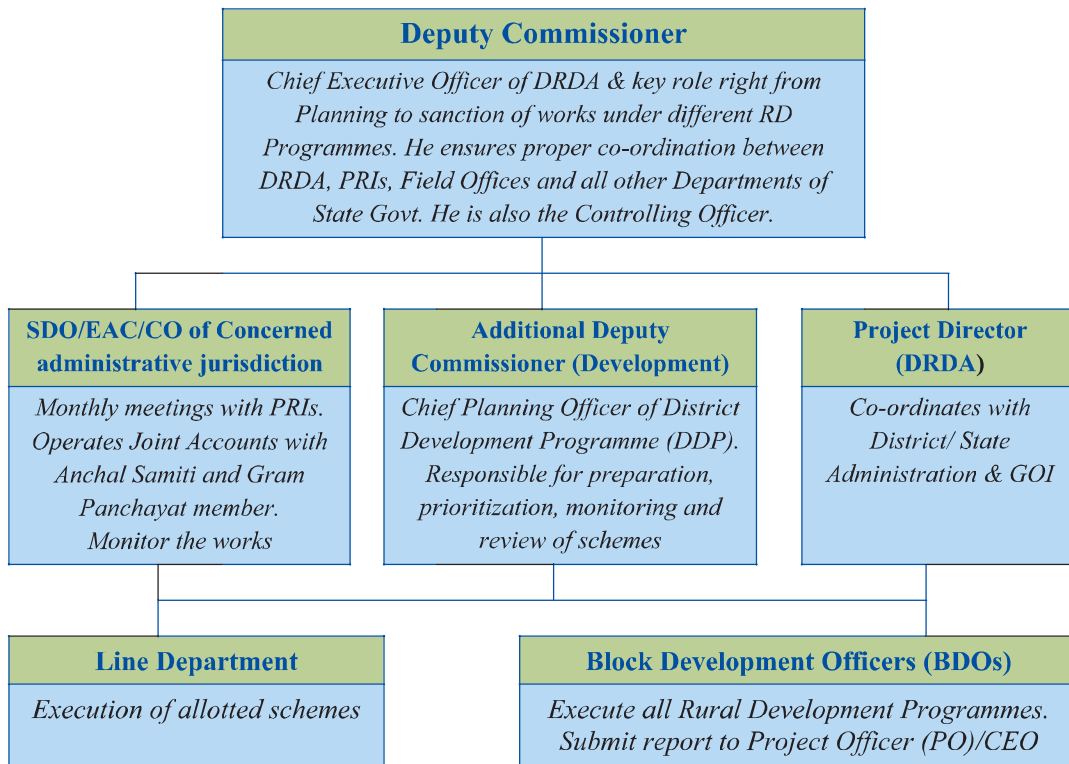 Deputy Commissioner
Chief Executive Officer of DRDA & key role right from
Planning to sanction of works under different RD
Programmes. He ensures proper co-ordination between
DRDA, PRIs, Field Offices and all other Departments of
State Govt. He is also the Controlling Officer.
SDO/EAC/CO of Concerned
administrative jurisdiction
Monthly meetings with PRIs.
Operates Joint Accounts with
Anchal Samiti and Gram
Panchayat member.
Monitor the works
Additional Deputy
Commissioner (Development)
Chief Planning Officer of District
Development Programme (DDP).
Responsible for preparation,
prioritization, monitoring and
review of schemes
Project Director
(DRDA)
Co-ordinates with
District/ State
Administration & GOI
Line Department
Execution of allotted schemes
Block Development Officers (BDOs)
Execute all Rural Development Programmes.
Submit report to Project Officer (PO)/CEO